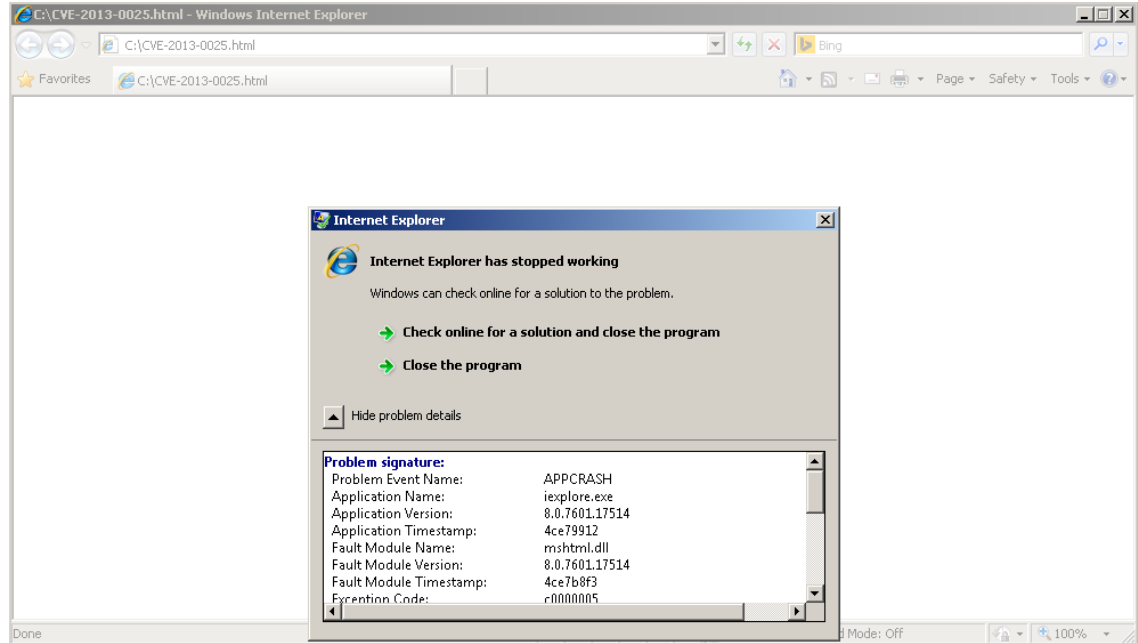 C:\CVE-2013-0025.html - Windows Internet Explorer
C:\CVE-2013-0025.html
Bing
Favorites
C:\CVE-2013-0025.html
Page Safety Tools
Internet Explorer
Internet Explorer has stopped working
Windows can check online for a solution to the problem.
Check online for a solution and close the program
Close the program
Hide problem details
Problem signature:
Problem Event Name: APPCRASH
Application Name: iexplore.exe
Application Version: 8.0.7601.17514
Application Timestamp: 4ce79912
Fault Module Name: mshtml.dll
Fault Module Version: 8.0.7601.17514
Fault Module Timestamp: 4ce7b8f3
Exception Code: c0000005
Done
d Mode: Off
100%